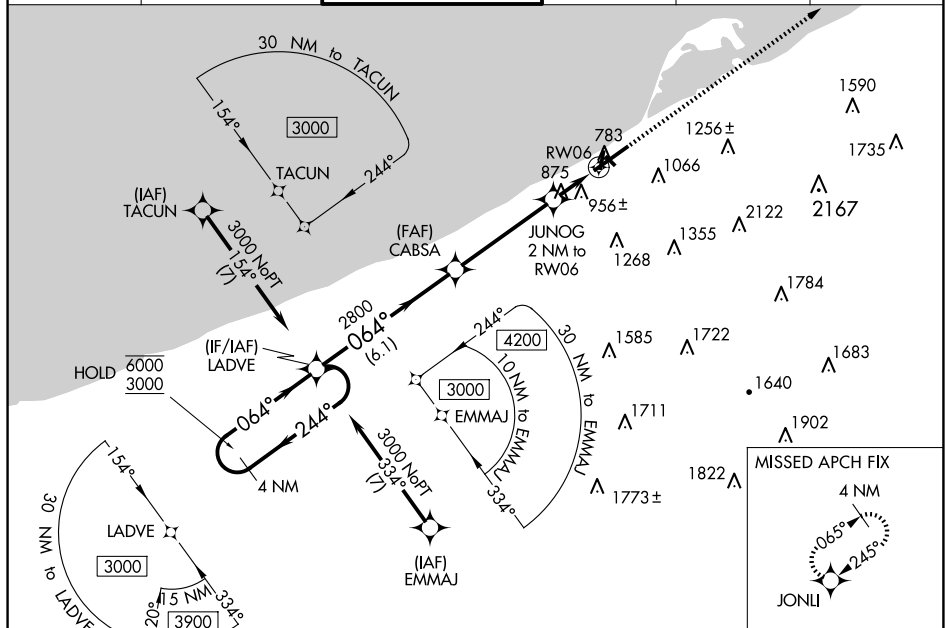 30 NM to TACUN
154°
3000
244°
TACUN
(IAF)
TACUN
3000 NoPT
154°
(7)
1590
783
1256±
RW06
1735
1066
875
956±
2167
(FAF)
CABSA
JUNOG
2 NM to
RW06
2122
1355
1268
1784
2800
064°
(6.1)
(IF/IAF)
LADVE
HOLD
6000
3000
244°
4200
30 NM to EMMAJ
10 NM to EMMAJ
3000
EMMAJ
334°
1585
1722
1683
1640
1711
1902
064°
244°
4 NM
3000 NoPT
334°
(7)
(IAF)
EMMAJ
1773±
1822
MISSED APCH FIX
4 NM
065°
245°
JONLI
154°
30 NM to LADVE
LADVE
3000
15 NM
334°
20°
3900